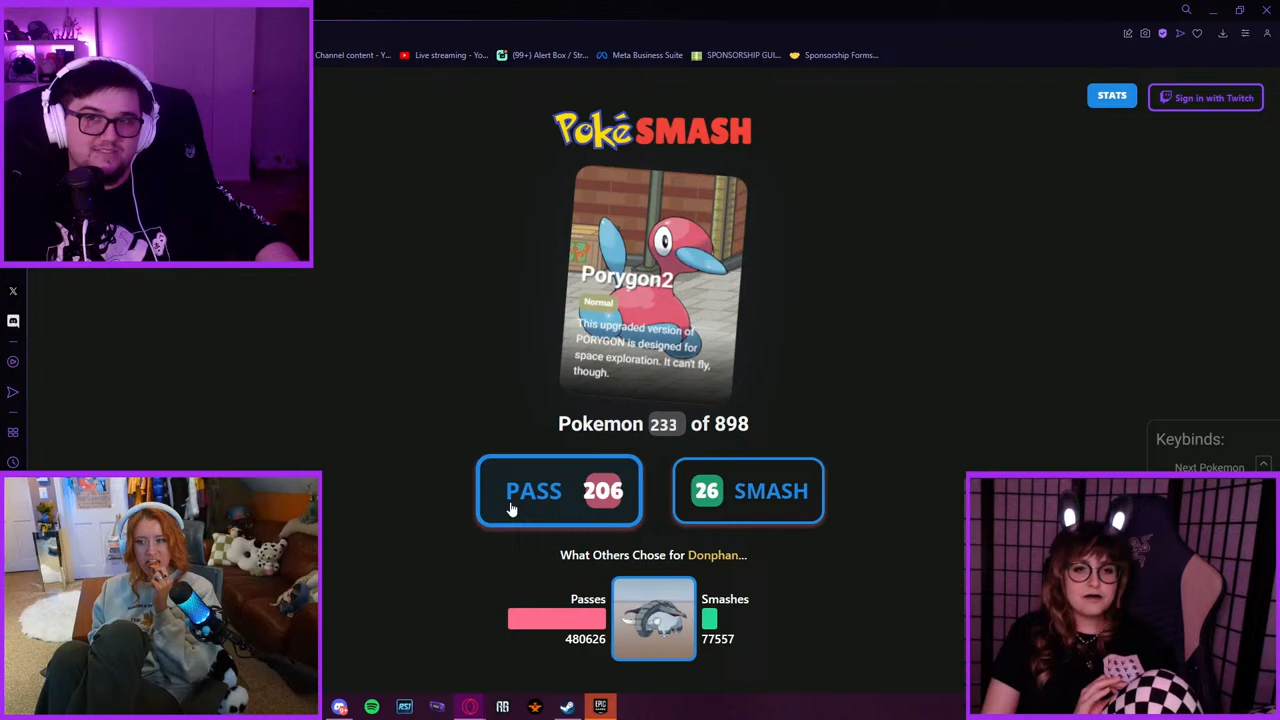 Channel content - Y...
Live streaming - Yo...
(99+) Alert Box / Str...
Meta Business Suite
SPONSORSHIP GUI...
Sponsorship Forms...
STATS
Sign in with Twitch
Poké SMASH
Porygon2
Normal
This upgraded version of
PORYGON is designed for
space exploration. It can't fly,
though.
Pokemon 233 of 898
PASS 206
26 SMASH
Keybinds:
Next Pokemon
What Others Chose for Donphan...
Passes
480626
Smashes
77557